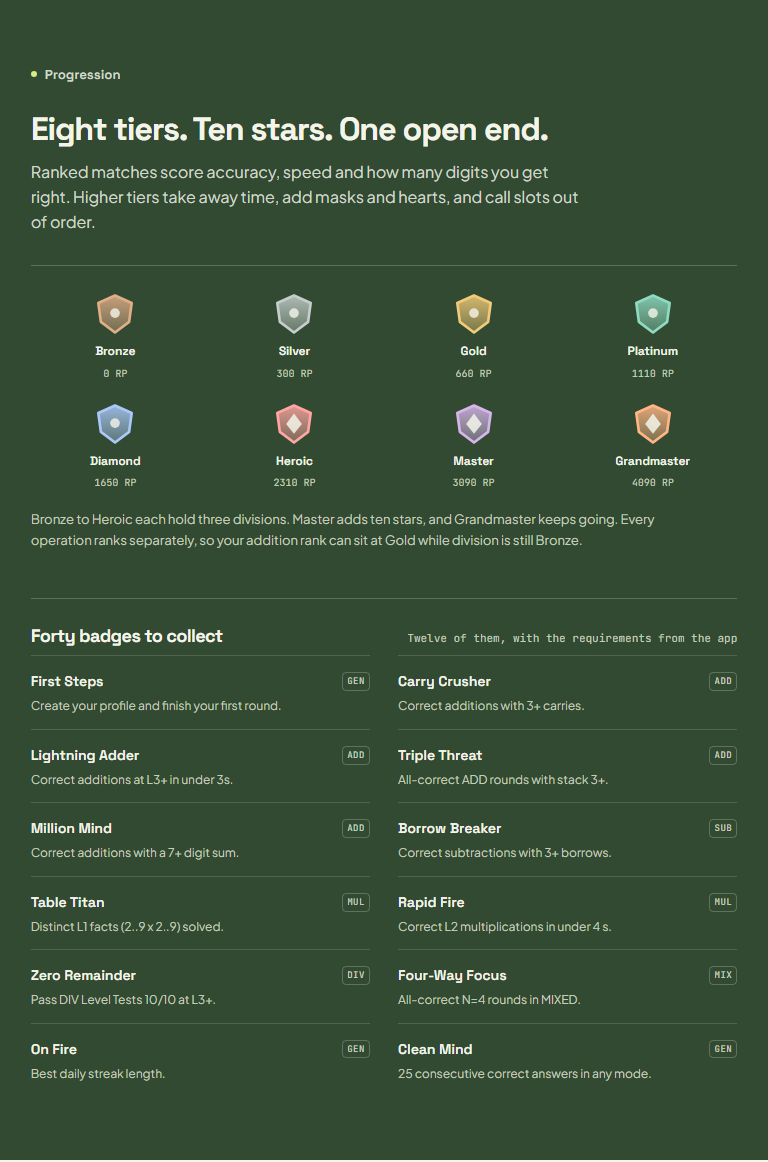 Progression
Eight tiers. Ten stars. One open end.
Ranked matches score accuracy, speed and how many digits you get
right. Higher tiers take away time, add masks and hearts, and call slots out
of order.
Bronze
0 RP
Silver
300 RP
Gold
660 RP
Platinum
1110 RP
Diamond
1650 RP
Heroic
2310 RP
Master
3090 RP
Grandmaster
4090 RP
Bronze to Heroic each hold three divisions. Master adds ten stars, and Grandmaster keeps going. Every
operation ranks separately, so your addition rank can sit at Gold while division is still Bronze.
Forty badges to collect
Twelve of them, with the requirements from the app
First Steps
GEN
Create your profile and finish your first round.
Carry Crusher
ADD
Correct additions with 3+ carries.
Lightning Adder
ADD
Correct additions at L3+ in under 3s.
Triple Threat
ADD
All-correct ADD rounds with stack 3+.
Million Mind
ADD
Correct additions with a 7+ digit sum.
Borrow Breaker
SUB
Correct subtractions with 3+ borrows.
Table Titan
MUL
Distinct L1 facts (2..9 x 2..9) solved.
Rapid Fire
MUL
Correct L2 multiplications in under 4 s.
Zero Remainder
DIV
Pass DIV Level Tests 10/10 at L3+.
Four-Way Focus
MIX
All-correct N=4 rounds in MIXED.
On Fire
GEN
Best daily streak length.
Clean Mind
GEN
25 consecutive correct answers in any mode.